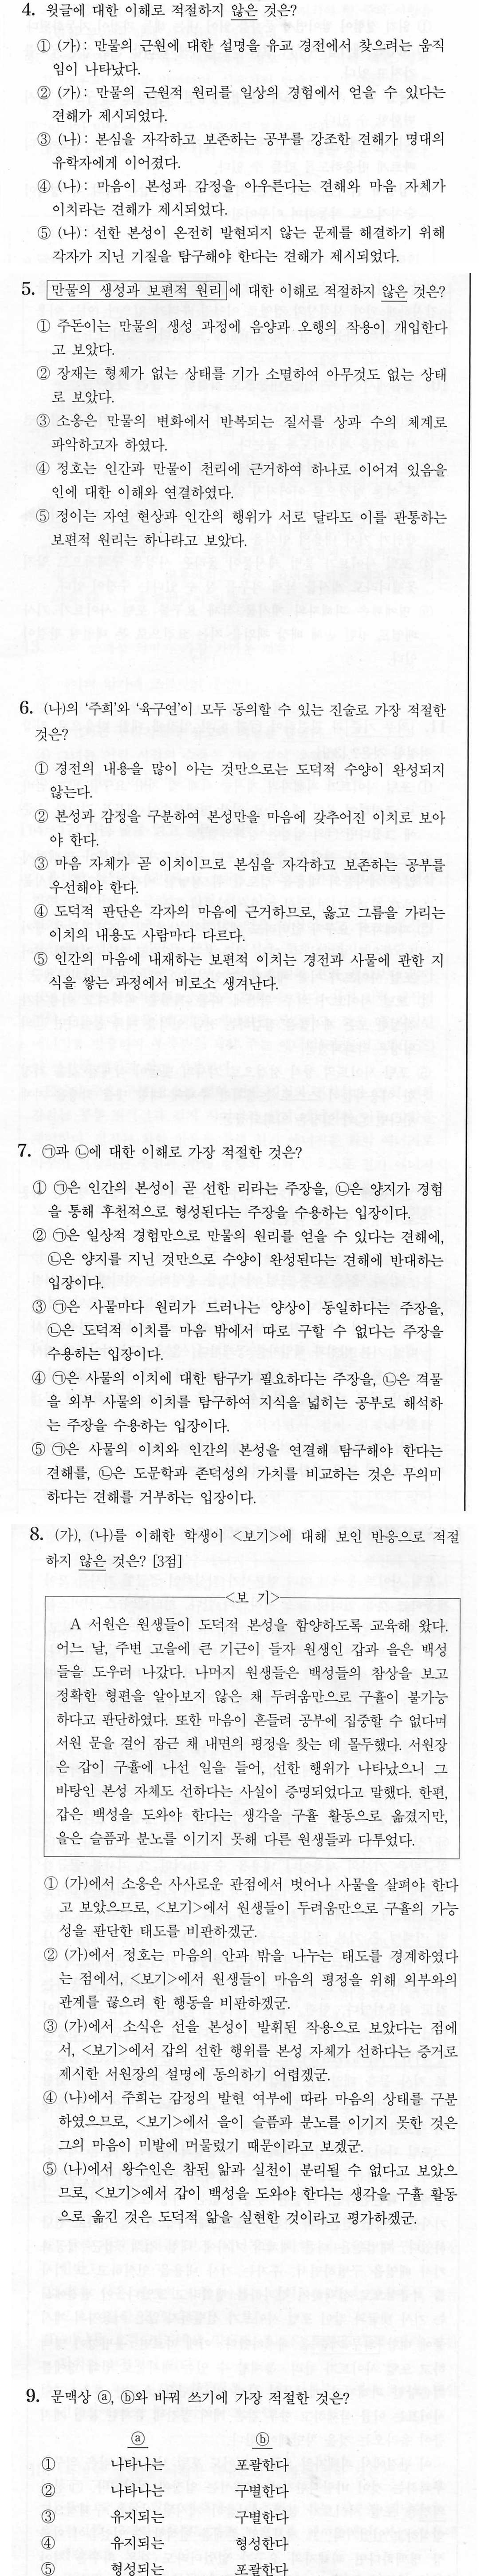 4. 윗글에 대한 이해로 적절하지 않은 것은?
① (가): 만물의 근원에 대한 설명을 유교 경전에서 찾으려는 움직
임이 나타났다.
② (가): 만물의 근원적 원리를 일상의 경험에서 얻을 수 있다는
견해가 제시되었다.
③ (나): 본심을 자각하고 보존하는 공부를 강조한 견해가 명대의
유학자에게 이어졌다.
④ (나): 마음이 본성과 감정을 아우른다는 견해와 마음 자체가
이치라는 견해가 제시되었다.
⑤ (나): 선한 본성이 온전히 발현되지 않는 문제를 해결하기 위해
각자가 지닌 기질을 탐구해야 한다는 견해가 제시되었다.
5. 만물의 생성과 보편적 원리에 대한 이해로 적절하지 않은 것은?
① 주돈이는 만물의 생성 과정에 음양과 오행의 작용이 개입한다
고 보았다.
② 장재는 형체가 없는 상태를 기가 소멸하여 아무것도 없는 상태
로 보았다.
③ 소옹은 만물의 변화에서 반복되는 질서를 상과 수의 체계로
파악하고자 하였다.
④ 정호는 인간과 만물이 천리에 근거하여 하나로 이어져 있음을
인에 대한 이해와 연결하였다.
⑤ 정이는 자연 현상과 인간의 행위가 서로 달라도 이를 관통하는
보편적 원리는 하나라고 보았다.
6. (나)의 ‘주희’와 ‘육구연’이 모두 동의할 수 있는 진술로 가장 적절한
것은?
① 경전의 내용을 많이 아는 것만으로는 도덕적 수양이 완성되지
않는다.
② 본성과 감정을 구분하여 본성만을 마음에 갖추어진 이치로 보아
야 한다.
③ 마음 자체가 곧 이치이므로 본심을 자각하고 보존하는 공부를
우선해야 한다.
④ 도덕적 판단은 각자의 마음에 근거하므로, 옳고 그름을 가리는
이치의 내용도 사람마다 다르다.
⑤ 인간의 마음에 내재하는 보편적 이치는 경전과 사물에 관한 지
식을 쌓는 과정에서 비로소 생겨난다.
7. ㉠과 ㉡에 대한 이해로 가장 적절한 것은?
① ㉠은 인간의 본성이 곧 선한 리라는 주장을, ㉡은 양지가 경험
을 통해 후천적으로 형성된다는 주장을 수용하는 입장이다.
② ㉠은 일상적 경험만으로 만물의 원리를 얻을 수 있다는 견해에,
㉡은 양지를 지닌 것만으로 수양이 완성된다는 견해에 반대하는
입장이다.
③ ㉠은 사물마다 원리가 드러나는 양상이 동일하다는 주장을,
㉡은 도덕적 이치를 마음 밖에서 따로 구할 수 없다는 주장을
수용하는 입장이다.
④ ㉠은 사물의 이치에 대한 탐구가 필요하다는 주장을, ㉡은 격물
을 외부 사물의 이치를 탐구하여 지식을 넓히는 공부로 해석하
는 주장을 수용하는 입장이다.
⑤ ㉠은 사물의 이치와 인간의 본성을 연결해 탐구해야 한다는
견해를, ㉡은 도문학과 존덕성의 가치를 비교하는 것은 무의미
하다는 견해를 거부하는 입장이다.
8. (가), (나)를 이해한 학생이 <보기>에 대해 보인 반응으로 적절
하지 않은 것은? [3점]
<보 기>
A 서원은 원생들이 도덕적 본성을 함양하도록 교육해 왔다.
어느 날, 주변 고을에 큰 기근이 들자 원생인 갑과 을은 백성
들을 도우러 나갔다. 나머지 원생들은 백성들의 참상을 보고
정확한 형편을 알아보지 않은 채 두려움만으로 구휼이 불가능
하다고 판단하였다. 또한 마음이 흔들려 공부에 집중할 수 없다며
서원 문을 걸어 잠근 채 내면의 평정을 찾는 데 몰두했다. 서원장
은 갑이 구휼에 나선 일을 들어, 선한 행위가 나타났으니 그
바탕인 본성 자체도 선하다는 사실이 증명되었다고 말했다. 한편,
갑은 백성을 도와야 한다는 생각을 구휼 활동으로 옮겼지만,
을은 슬픔과 분노를 이기지 못해 다른 원생들과 다투었다.
① (가)에서 소옹은 사사로운 관점에서 벗어나 사물을 살펴야 한다
고 보았으므로, <보기>에서 원생들이 두려움만으로 구휼의 가능
성을 판단한 태도를 비판하겠군.
② (가)에서 정호는 마음의 안과 밖을 나누는 태도를 경계하였다
는 점에서, <보기>에서 원생들이 마음의 평정을 위해 외부와의
관계를 끊으려 한 행동을 비판하겠군.
③ (가)에서 소식은 선을 본성이 발휘된 작용으로 보았다는 점에
서, <보기>에서 갑의 선한 행위를 본성 자체가 선하다는 증거로
제시한 서원장의 설명에 동의하기 어렵겠군.
④ (나)에서 주희는 감정의 발현 여부에 따라 마음의 상태를 구분
하였으므로, <보기>에서 을이 슬픔과 분노를 이기지 못한 것은
그의 마음이 미발에 머물렀기 때문이라고 보겠군.
⑤ (나)에서 왕수인은 참된 앎과 실천이 분리될 수 없다고 보았으
므로, <보기>에서 갑이 백성을 도와야 한다는 생각을 구휼 활동
으로 옮긴 것은 도덕적 앎을 실현한 것이라고 평가하겠군.
9. 문맥상 ⓐ, ⓑ와 바꿔 쓰기에 가장 적절한 것은?
ⓐ ⓑ
① 나타나는 포괄한다
② 나타나는 구별한다
③ 유지되는 구별한다
④ 유지되는 형성한다
⑤ 형성되는 포괄한다